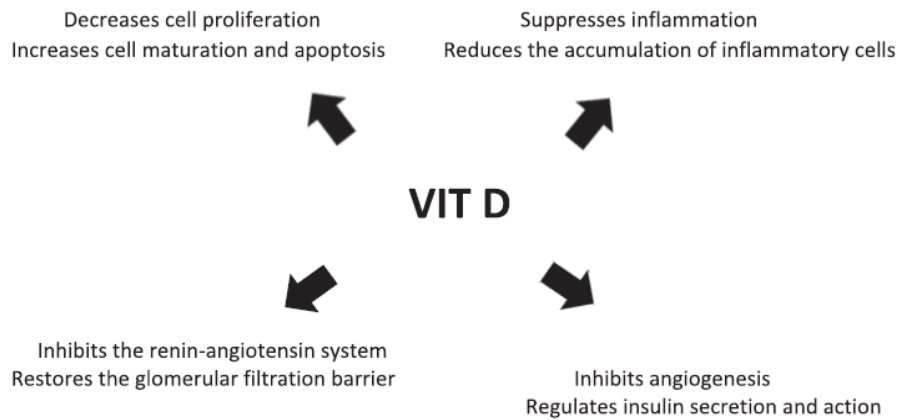 Decreases cell proliferation
Increases cell maturation and apoptosis
Suppresses inflammation
Reduces the accumulation of inflammatory cells
VIT D
Inhibits the renin-angiotensin system
Restores the glomerular filtration barrier
Inhibits angiogenesis
Regulates insulin secretion and action